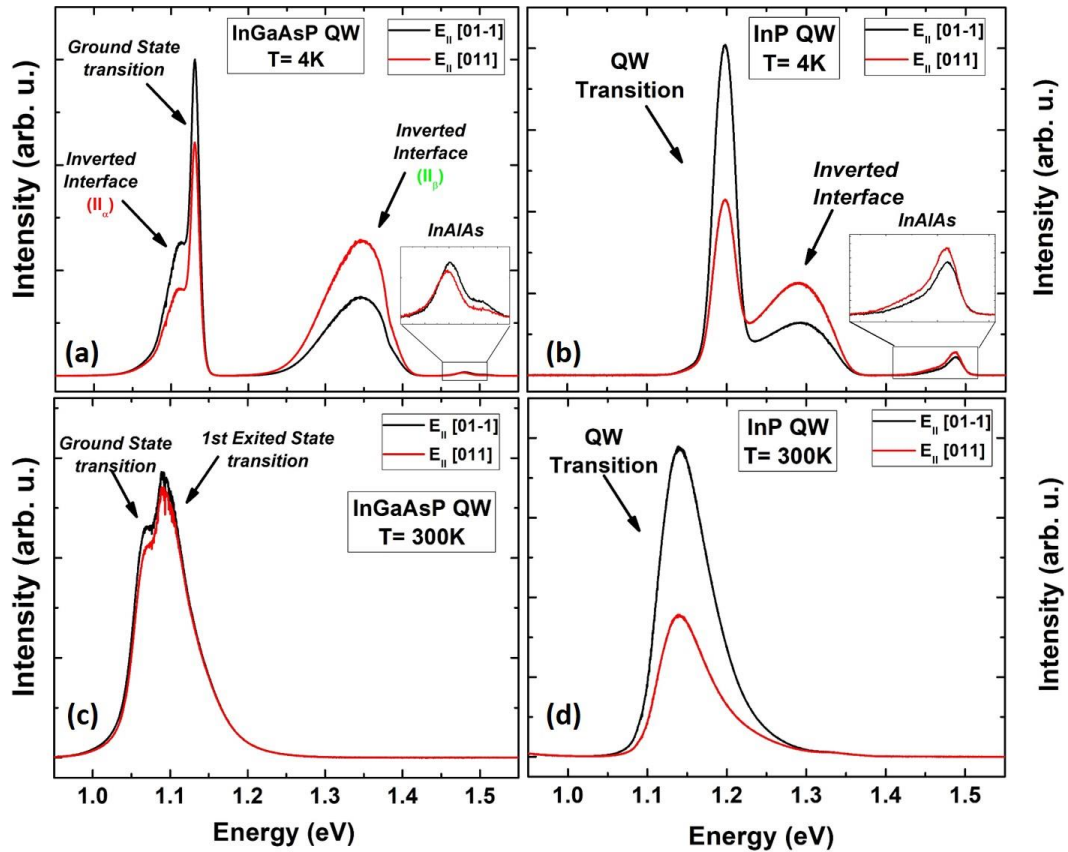 InGaAsP QW
T= 4K
E|| [01-1]
E|| [011]
Ground State
transition
Inverted
Interface
(II_α)
Inverted
Interface
(II_β)
InAlAs
(a)
Intensity (arb. u.)
InP QW
T= 4K
E|| [01-1]
E|| [011]
QW
Transition
Inverted
Interface
InAlAs
(b)
Intensity (arb. u.)
Ground State
transition
1st Exited State
transition
E|| [01-1]
E|| [011]
InGaAsP QW
T= 300K
(c)
Intensity (arb. u.)
1.0 1.1 1.2 1.3 1.4 1.5
Energy (eV)
QW
Transition
InP QW
T= 300K
E|| [01-1]
E|| [011]
(d)
Intensity (arb. u.)
1.0 1.1 1.2 1.3 1.4 1.5
Energy (eV)